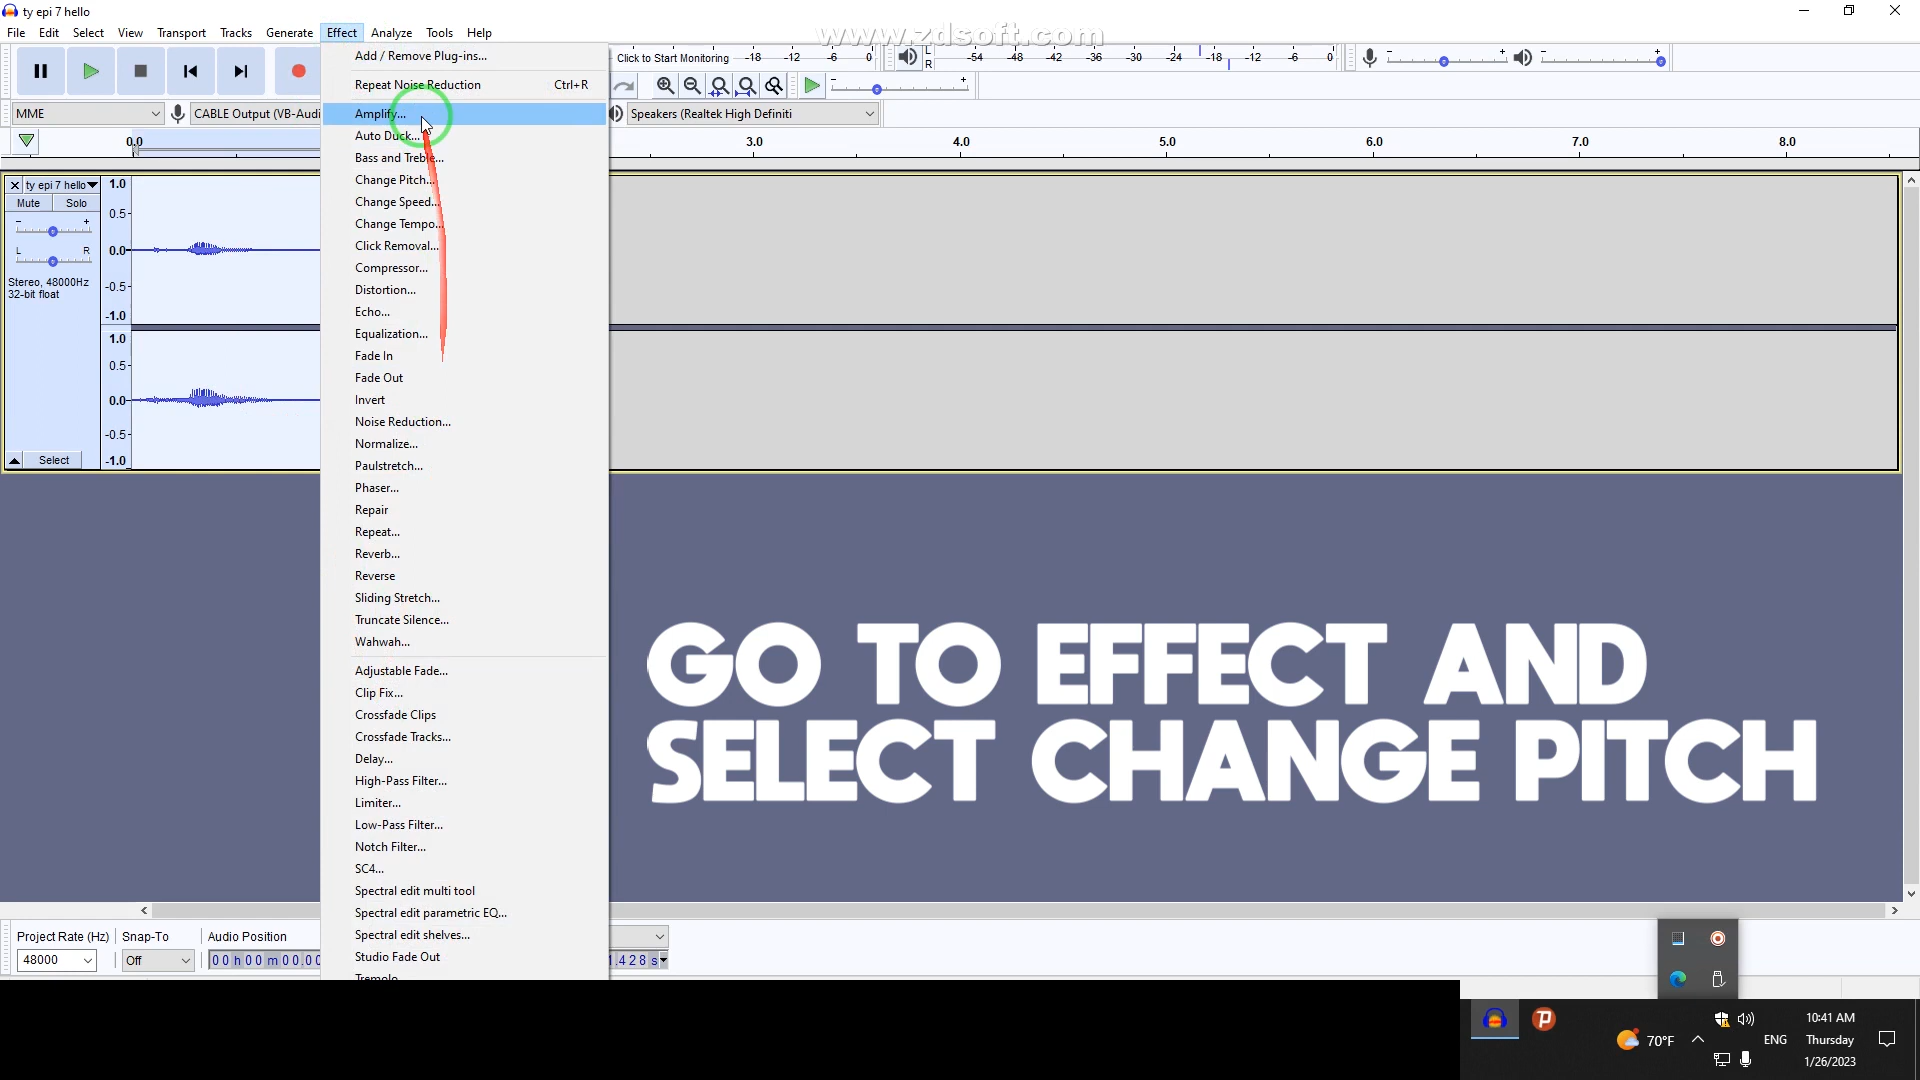 ty epi 7 hello
www.zdsoft.com
File Edit Select View Transport Tracks Generate Effect Analyze Tools Help
Add / Remove Plug-ins...
Click to Start Monitoring -18 -12 -6 0
L
R
-54 -48 -42 -36 -30 -24 -18 -12 -6 0
- +
- +
Repeat Noise Reduction Ctrl+R
- +
MME
CABLE Output (VB-Audi
Amplify...
Speakers (Realtek High Definiti
Auto Duck...
0.0 3.0 4.0 5.0 6.0 7.0 8.0
Bass and Treble...
Change Pitch...
Change Speed...
Change Tempo...
Click Removal...
Compressor...
Distortion...
Echo...
Equalization...
Fade In
Fade Out
Invert
Noise Reduction...
Normalize...
Paulstretch...
Phaser...
Repair
Repeat...
Reverb...
Reverse
Sliding Stretch...
Truncate Silence...
Wahwah...
Adjustable Fade...
Clip Fix...
Crossfade Clips
Crossfade Tracks...
Delay...
High-Pass Filter...
Limiter...
Low-Pass Filter...
Notch Filter...
SC4...
Spectral edit multi tool
Spectral edit parametric EQ...
Spectral edit shelves...
Studio Fade Out
Tremolo
ty epi 7 hello
Mute Solo
- +
L R
Stereo, 48000Hz
32-bit float
Select
1.0
0.5
0.0
-0.5
-1.0
1.0
0.5
0.0
-0.5
-1.0
GO TO EFFECT AND
SELECT CHANGE PITCH
Project Rate (Hz) Snap-To Audio Position
48000 Off 00h00m00.00
.428s
70°F
ENG
10:41 AM
Thursday
1/26/2023